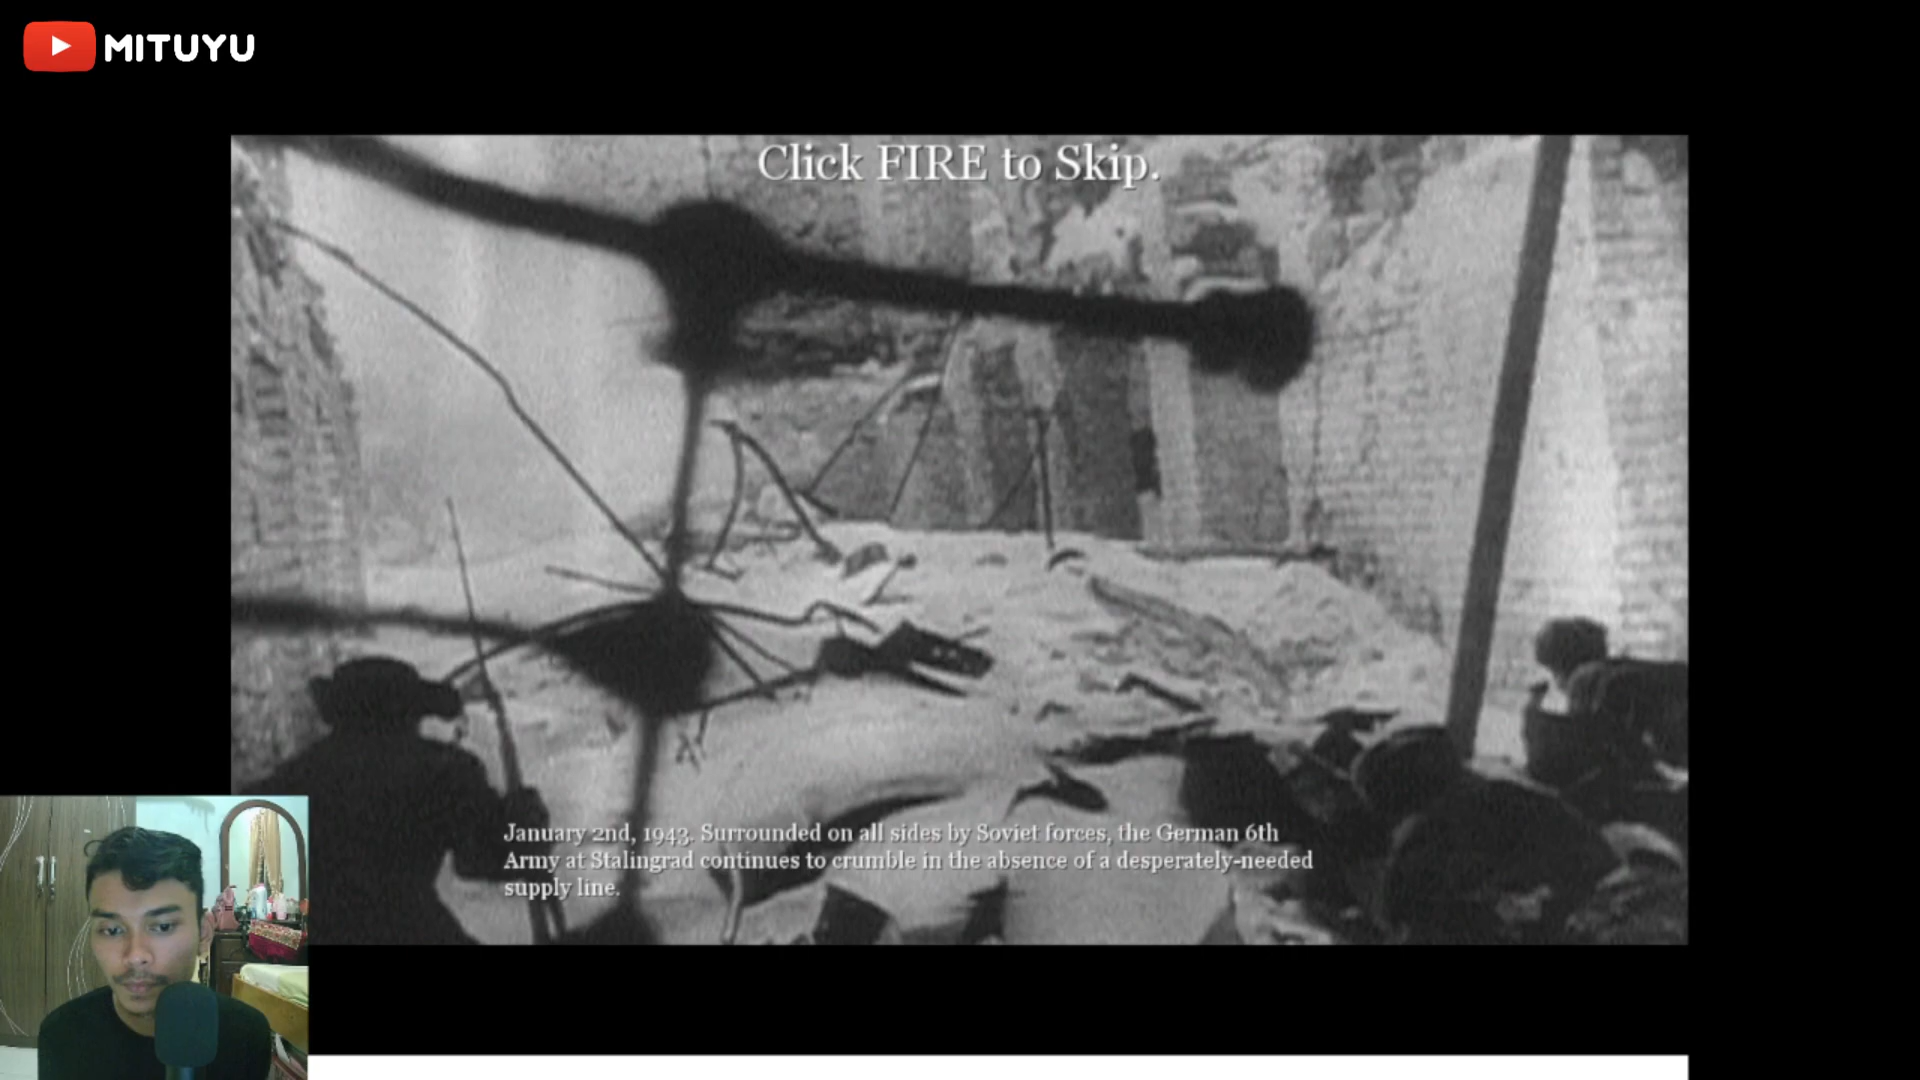 MITUYU
Click FIRE to Skip.
January 2nd, 1943. Surrounded on all sides by Soviet forces, the German 6th
Army at Stalingrad continues to crumble in the absence of a desperately-needed
supply line.